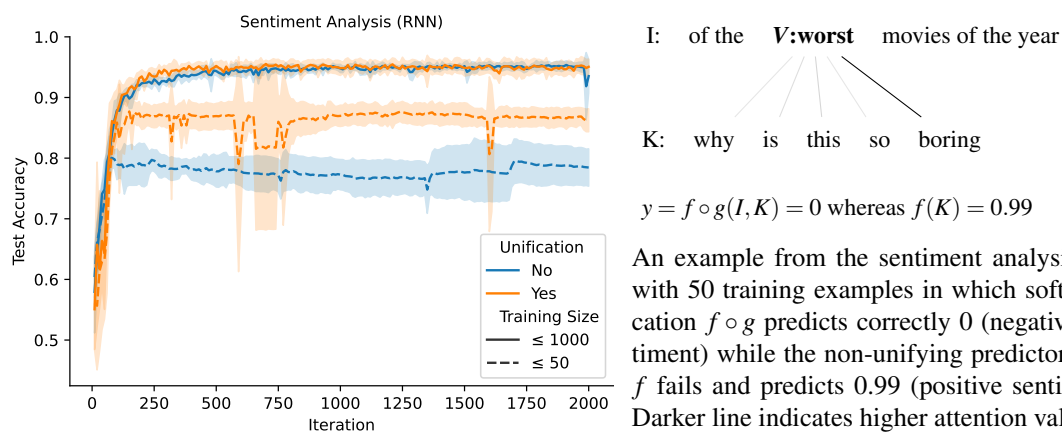 Sentiment Analysis (RNN)
Test Accuracy
1.0
0.9
0.8
0.7
0.6
0.5
0
250
500
750
1000
1250
1500
1750
2000
Iteration
Unification
No
Yes
Training Size
≤ 1000
≤ 50
I: of the V:worst movies of the year
K: why is this so boring
y = f ∘ g(I, K) = 0 whereas f(K) = 0.99
An example from the sentiment analysis
with 50 training examples in which soft
cation f ∘ g predicts correctly 0 (negativ
timent) while the non-unifying predictor
f fails and predicts 0.99 (positive senti
Darker line indicates higher attention val